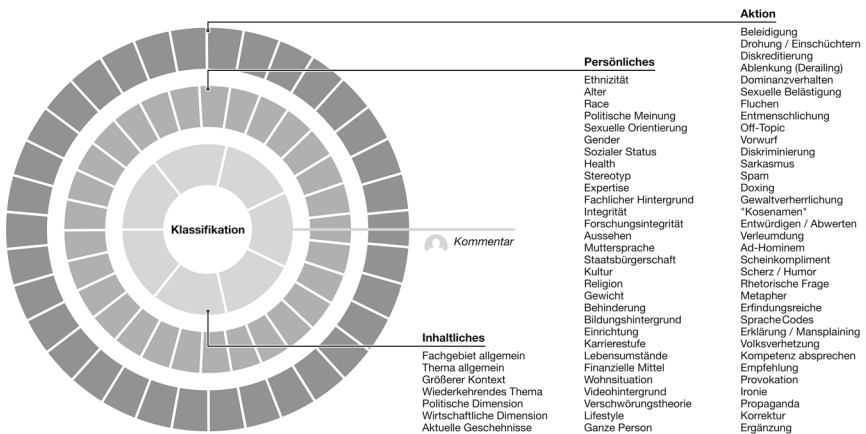 Klassifikation
Kommentar
Inhaltliches
Fachgebiet allgemein
Thema allgemein
Größerer Kontext
Wiederkehrendes Thema
Politische Dimension
Wirtschaftliche Dimension
Aktuelle Geschehnisse
Persönliches
Ethnizität
Alter
Race
Politische Meinung
Sexuelle Orientierung
Gender
Sozialer Status
Health
Stereotyp
Expertise
Fachlicher Hintergrund
Integrität
Forschungsintegrität
Aussehen
Muttersprache
Staatsbürgerschaft
Kultur
Religion
Gewicht
Behinderung
Bildungshintergrund
Einrichtung
Karrierestufe
Lebensumstände
Finanzielle Mittel
Wohnsituation
Videohintergrund
Verschwörungstheorie
Lifestyle
Ganze Person
Aktion
Beleidigung
Drohung / Einschüchtern
Diskreditierung
Ablenkung (Derailing)
Dominanzverhalten
Sexuelle Belästigung
Fluchen
Entmenschlichung
Off-Topic
Vorwurf
Diskriminierung
Sarkasmus
Spam
Doxing
Gewaltverherrlichung
"Kosenamen"
Entwürdigen / Abwerten
Verleumdung
Ad-Hominem
Scheinkompliment
Scherz / Humor
Rhetorische Frage
Metapher
Erfindungsreiche
SpracheCodes
Erklärung / Mansplaining
Volksverhetzung
Kompetenz absprechen
Empfehlung
Provokation
Ironie
Propaganda
Korrektur
Ergänzung